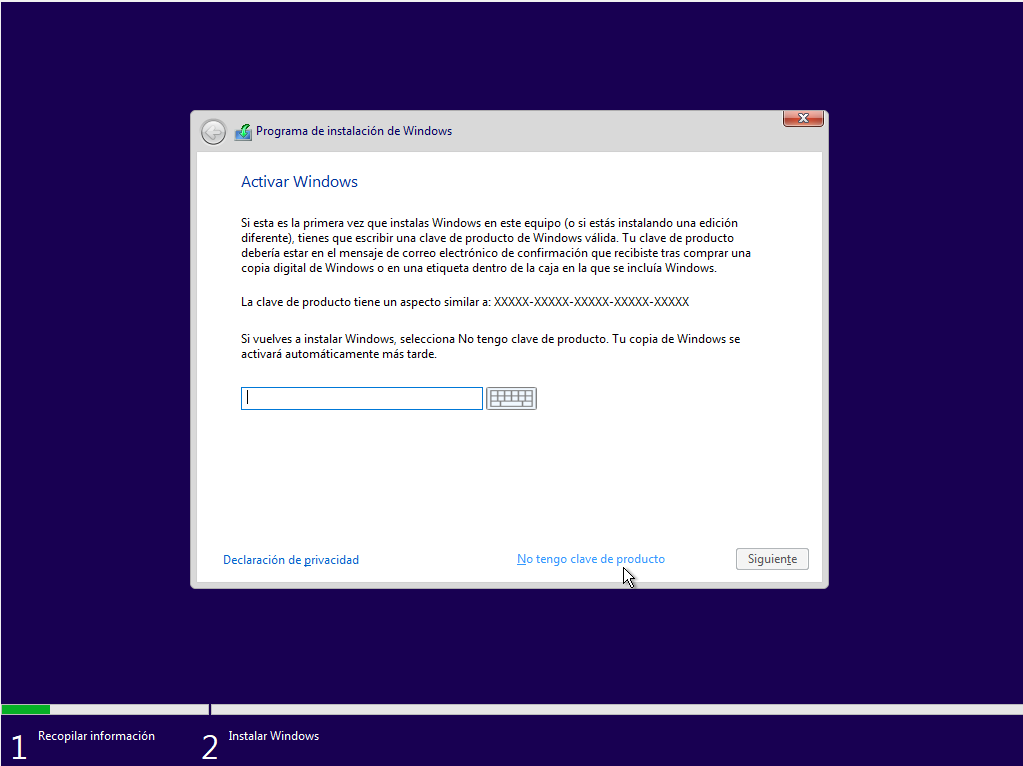 Programa de instalación de Windows
Activar Windows
Si esta es la primera vez que instalas Windows en este equipo (o si estás instalando una edición
diferente), tienes que escribir una clave de producto de Windows válida. Tu clave de producto
debería estar en el mensaje de correo electrónico de confirmación que recibiste tras comprar una
copia digital de Windows o en una etiqueta dentro de la caja en la que se incluía Windows.
La clave de producto tiene un aspecto similar a: XXXXX-XXXXX-XXXXX-XXXXX-XXXXX
Si vuelves a instalar Windows, selecciona No tengo clave de producto. Tu copia de Windows se
activará automáticamente más tarde.
Declaración de privacidad
No tengo clave de producto
Siguiente
1 Recopilar información
2 Instalar Windows